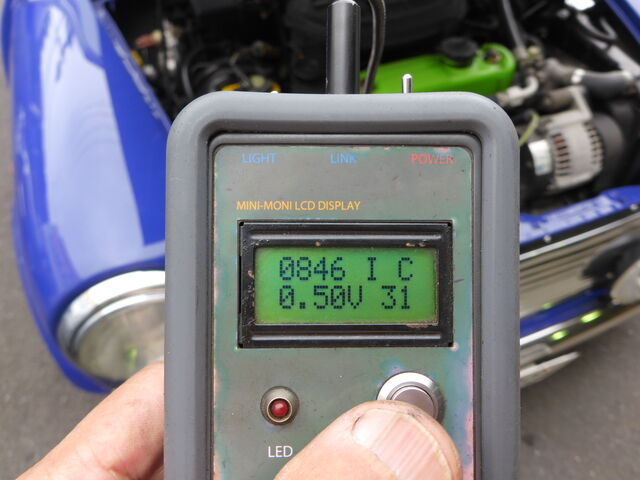 LIGHT LINK POWER
MINI-MONI LCD DISPLAY
0846 I C
0.50V 31
LED